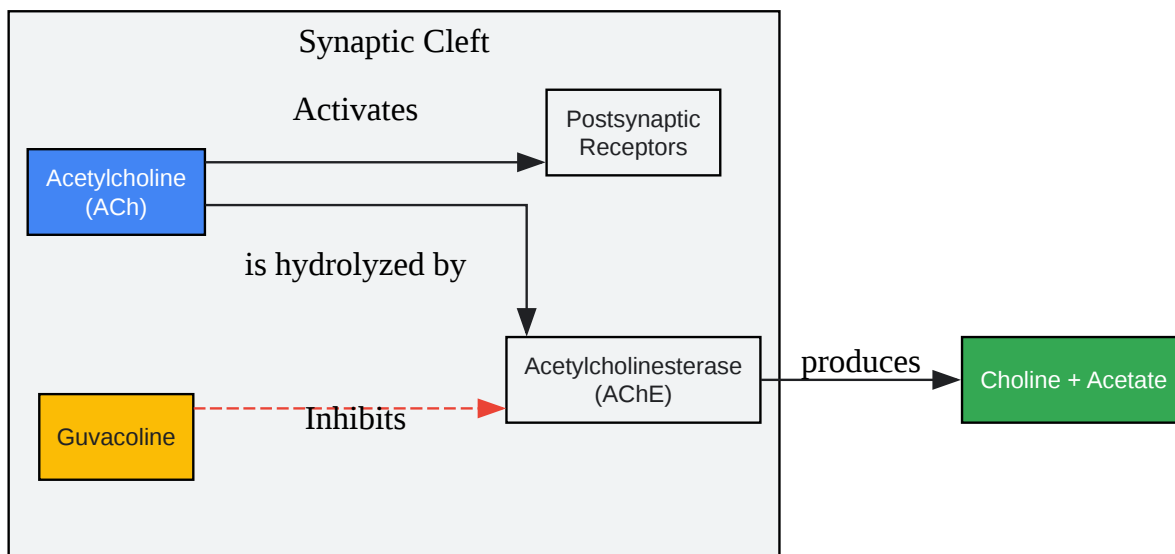 Synaptic Cleft
Activates
Postsynaptic
Receptors
Acetylcholine
(ACh)
is hydrolyzed by
Acetylcholinesterase
(AChE)
produces
Choline + Acetate
Guvacoline
Inhibits